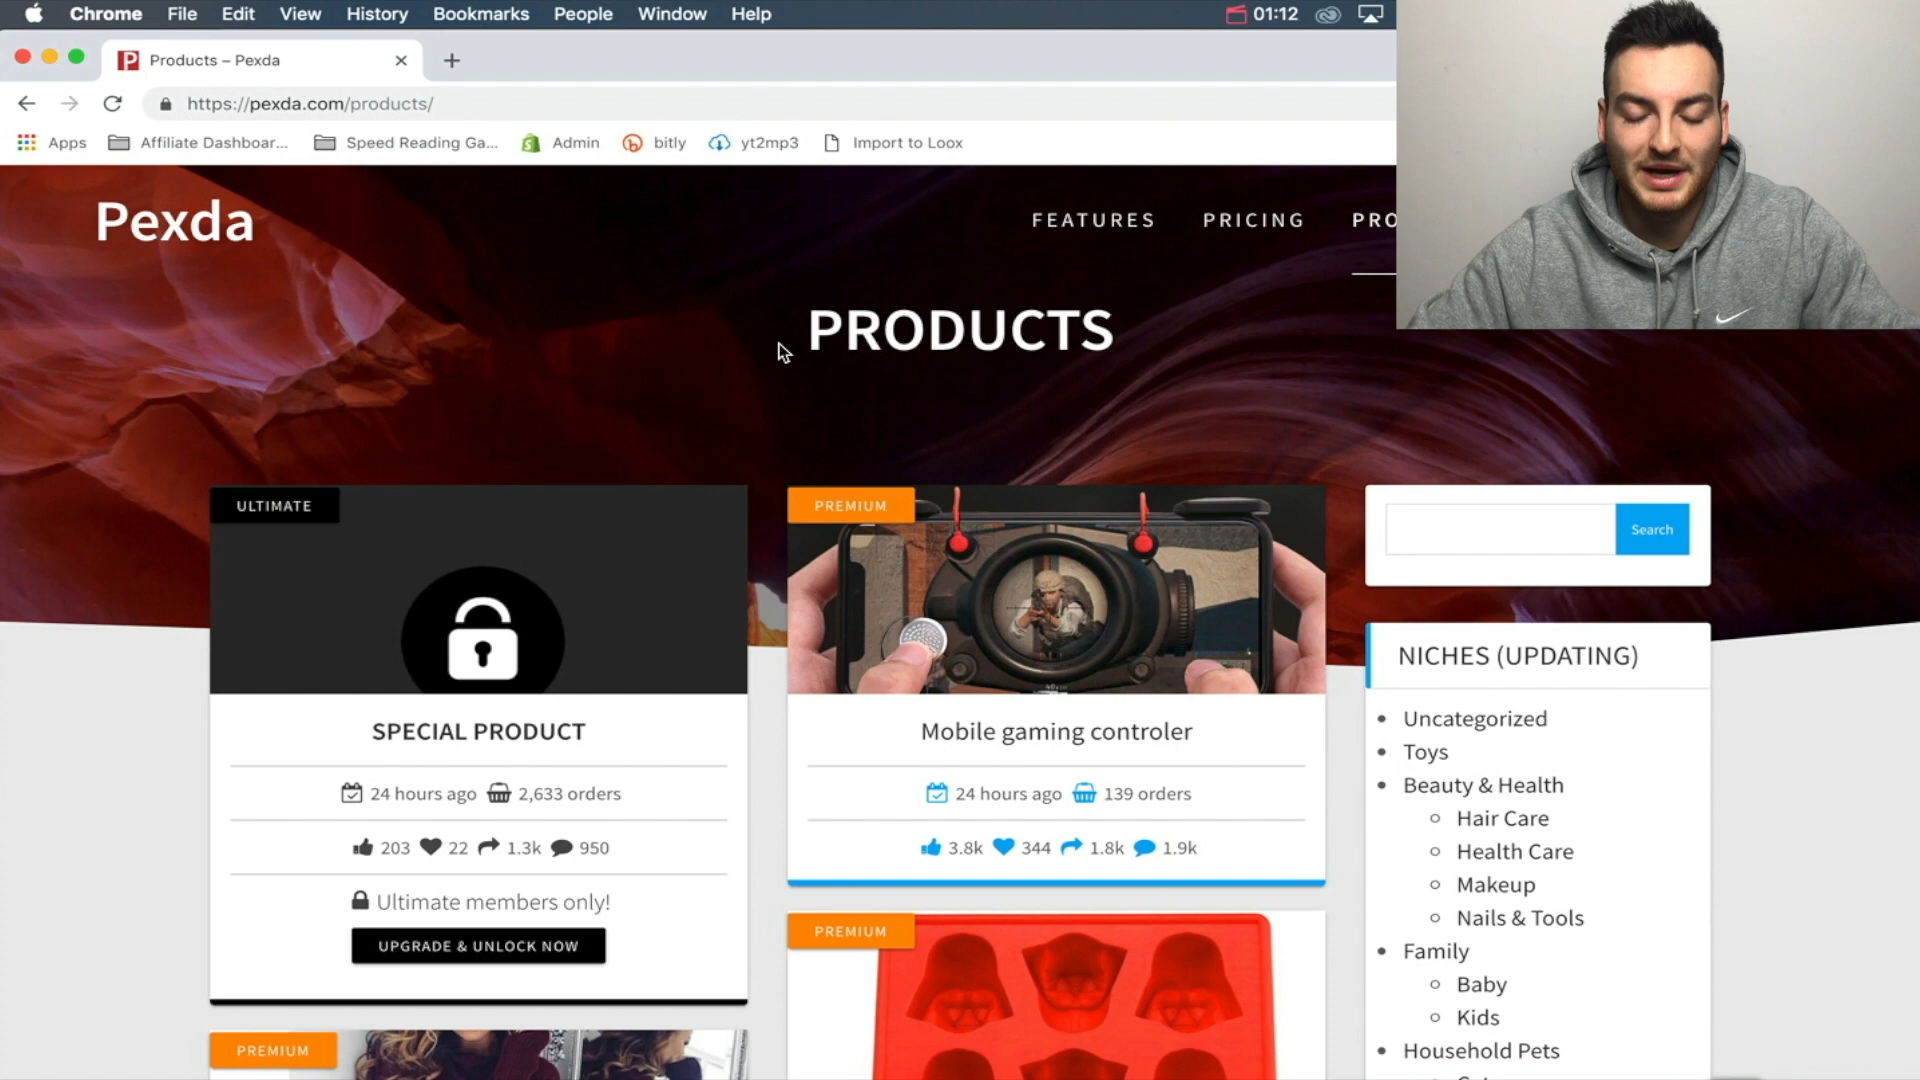 Chrome File Edit View History Bookmarks People Window Help 01:12
Products – Pexda
https://pexda.com/products/
Apps Affiliate Dashboar... Speed Reading Ga... Admin bitly yt2mp3 Import to Loox
Pexda
FEATURES PRICING PRO
PRODUCTS
ULTIMATE
SPECIAL PRODUCT
24 hours ago 2,633 orders
203 22 1.3k 950
Ultimate members only!
UPGRADE & UNLOCK NOW
PREMIUM
PREMIUM
Mobile gaming controler
24 hours ago 139 orders
3.8k 344 1.8k 1.9k
PREMIUM
Search
NICHES (UPDATING)
Uncategorized
Toys
Beauty & Health
Hair Care
Health Care
Makeup
Nails & Tools
Family
Baby
Kids
Household Pets